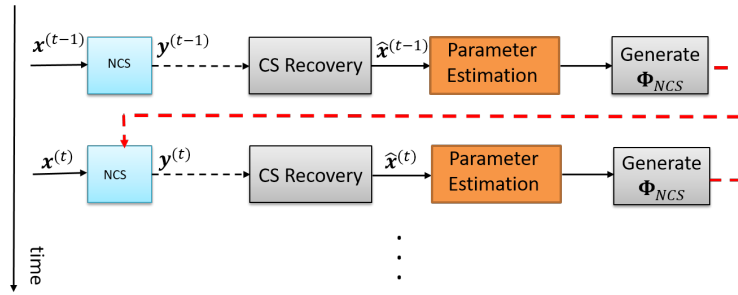 𝒙^(t−1) NCS 𝒚^(t−1) CS Recovery 𝒙̂^(t−1) Parameter Estimation Generate 𝚽_NCS
𝒙^(t) NCS 𝒚^(t) CS Recovery 𝒙̂^(t) Parameter Estimation Generate 𝚽_NCS
time